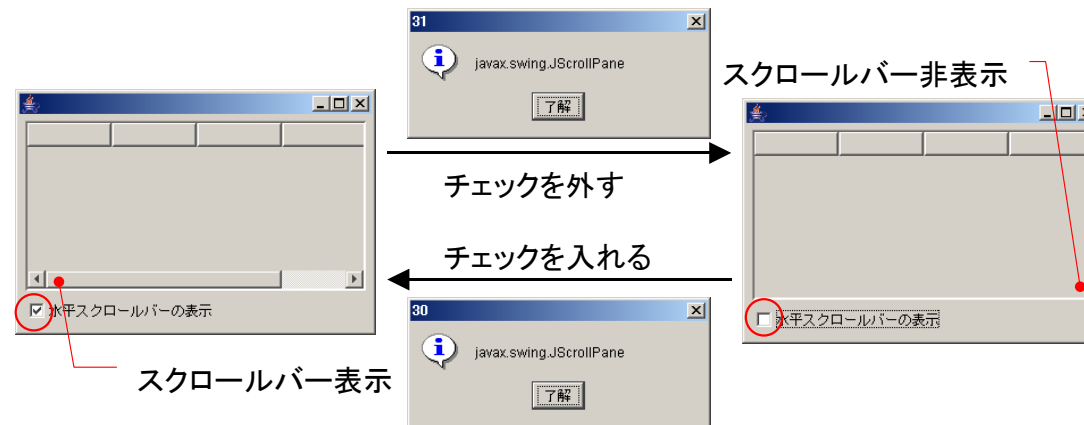 31
javax.swing.JScrollPane
了解
スクロールバー非表示
チェックを外す
チェックを入れる
水平スクロールバーの表示
水平スクロールバーの表示
30
javax.swing.JScrollPane
了解
スクロールバー表示